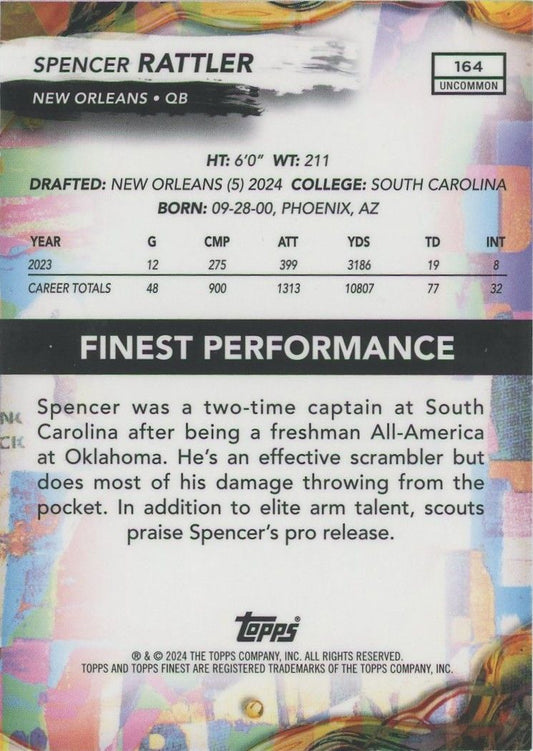 SPENCER RATTLER
164
UNCOMMON
NEW ORLEANS • QB
HT: 6'0" WT: 211
DRAFTED: NEW ORLEANS (5) 2024 COLLEGE: SOUTH CAROLINA
BORN: 09-28-00, PHOENIX, AZ
YEAR G CMP ATT YDS TD INT
2023 12 275 399 3186 19 8
CAREER TOTALS 48 900 1313 10807 77 32
FINEST PERFORMANCE
Spencer was a two-time captain at South
Carolina after being a freshman All-America
at Oklahoma. He's an effective scrambler but
does most of his damage throwing from the
pocket. In addition to elite arm talent, scouts
praise Spencer's pro release.
Topps®
® & © 2024 THE TOPPS COMPANY, INC. ALL RIGHTS RESERVED.
TOPPS AND TOPPS FINEST ARE REGISTERED TRADEMARKS OF THE TOPPS COMPANY, INC.